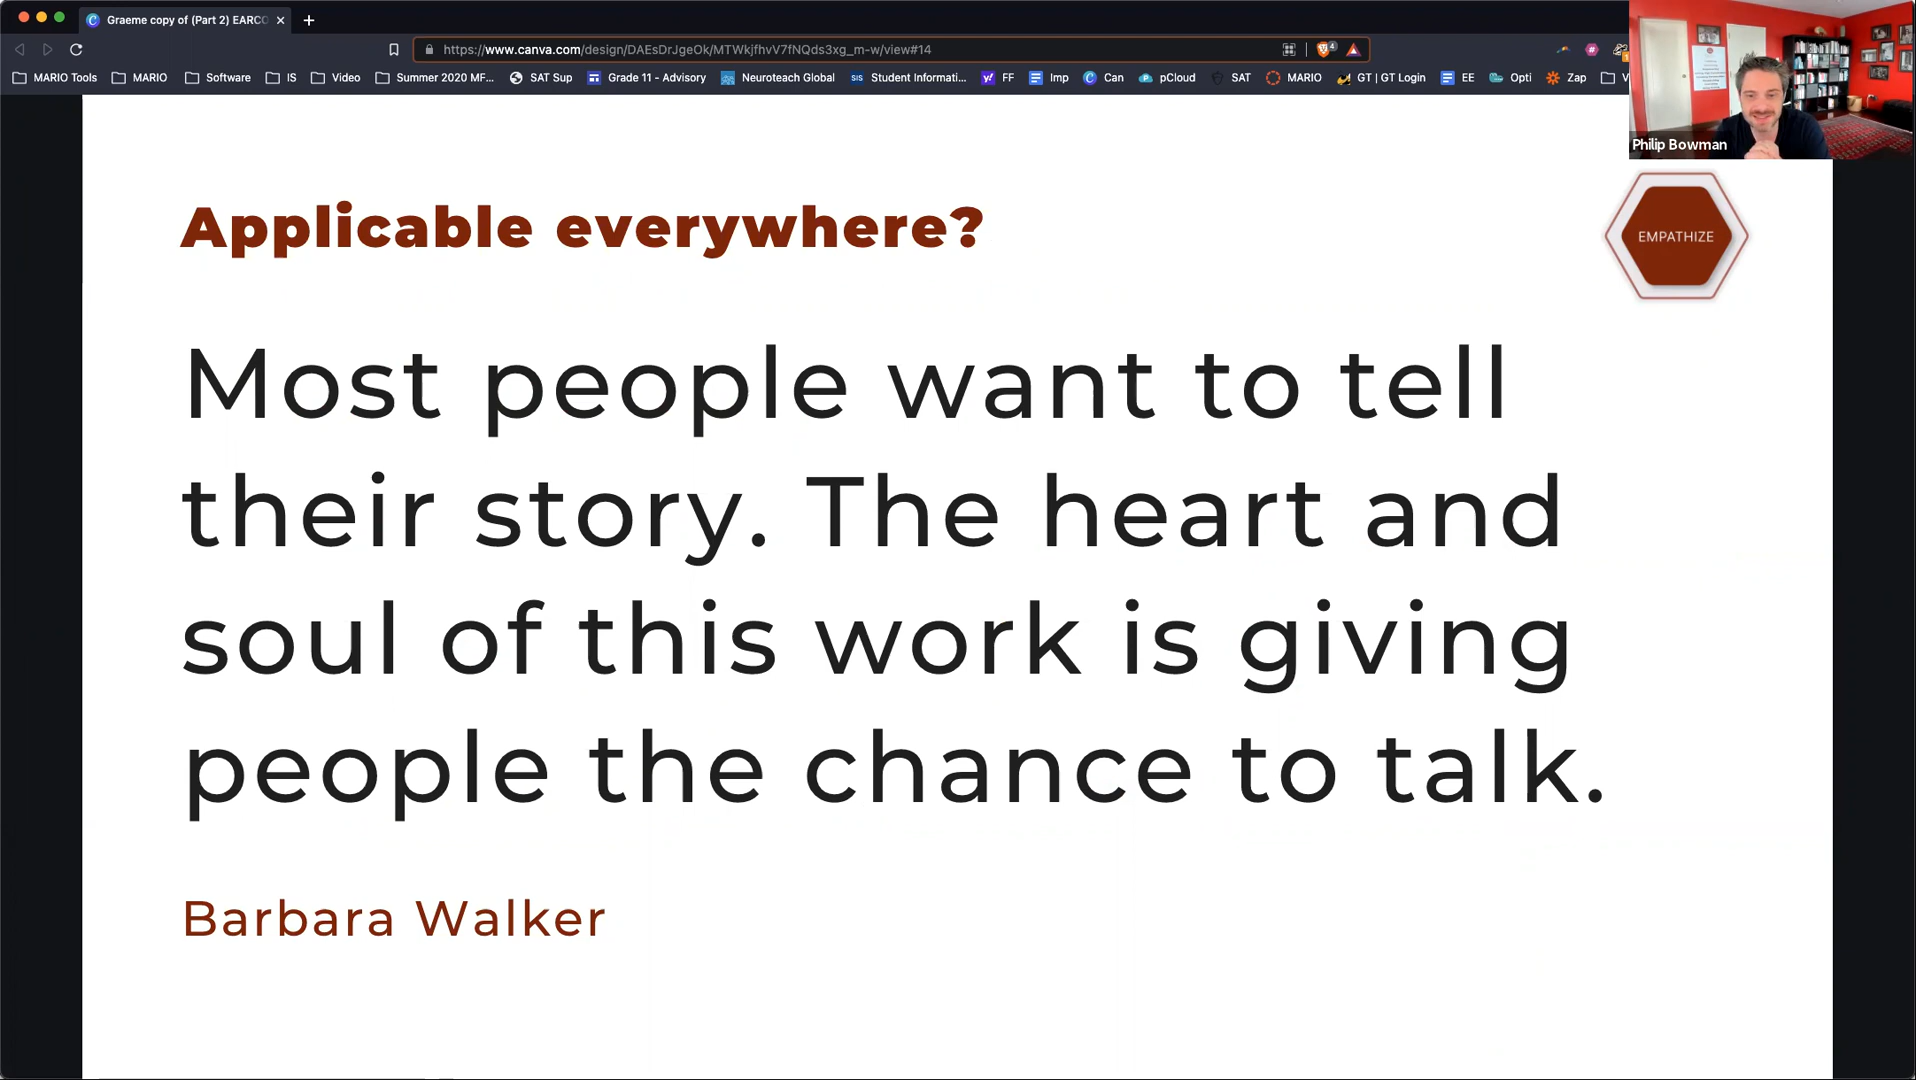 Graeme copy of (Part 2) EARCO
https://www.canva.com/design/DAEsDrJgeOk/MTWkjfhvV7fNQds3xg_m-w/view#14
4
MARIO Tools MARIO Software IS Video Summer 2020 MF... SAT Sup Grade 11 - Advisory Neuroteach Global SIS Student Informati... FF Imp Can pCloud SAT MARIO GT | GT Login EE Opti Zap V
Philip Bowman
Applicable everywhere?
EMPATHIZE
Most people want to tell
their story. The heart and
soul of this work is giving
people the chance to talk.
Barbara Walker